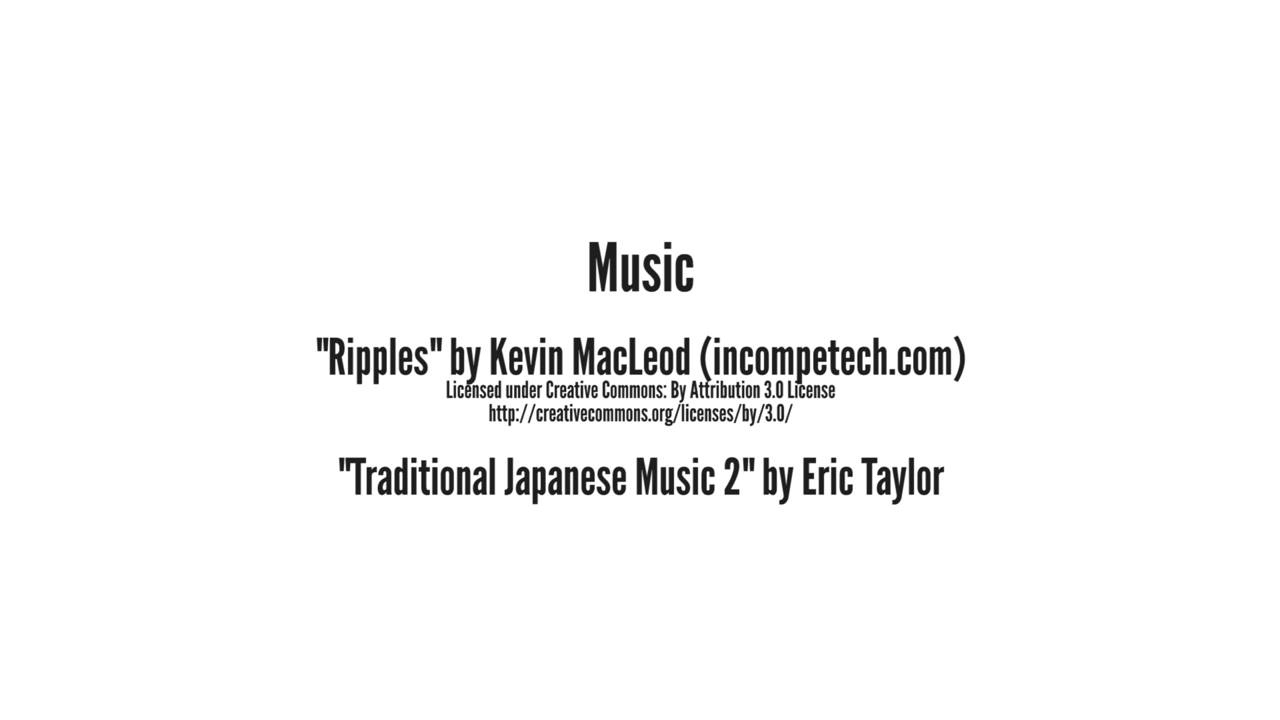 Music
"Ripples" by Kevin MacLeod (incompetech.com)
Licensed under Creative Commons: By Attribution 3.0 License
http://creativecommons.org/licenses/by/3.0/
"Traditional Japanese Music 2" by Eric Taylor